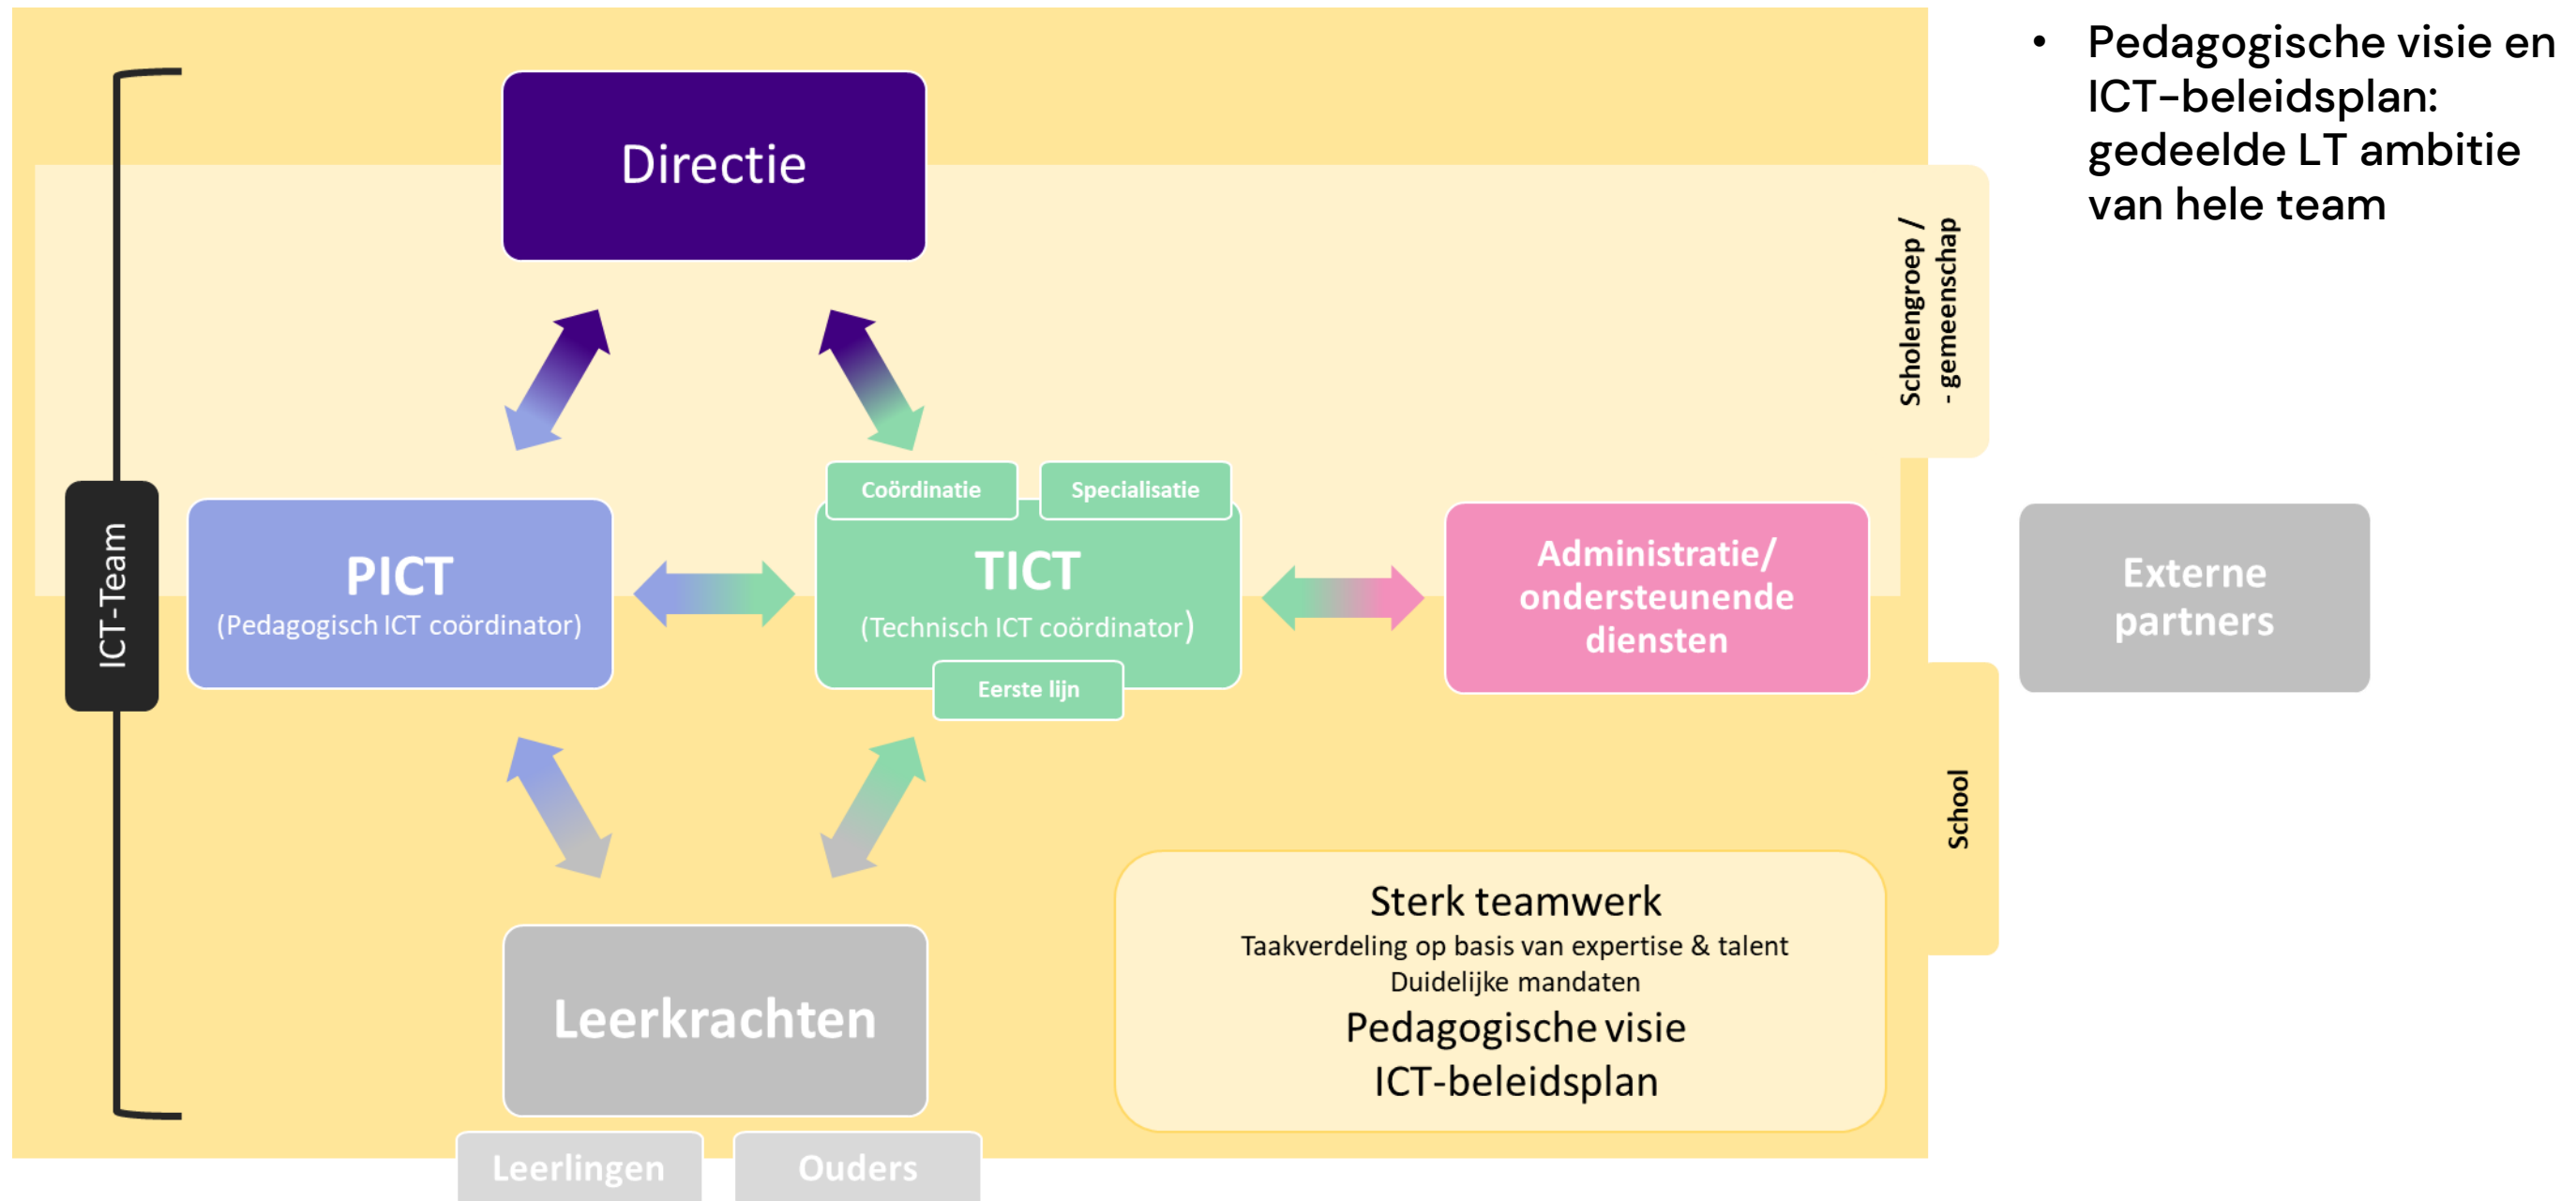 • Pedagogische visie en
ICT-beleidsplan:
gedeelde LT ambitie
van hele team
Directie
Scholengroep /
- gemeenschap
ICT-Team
PICT
(Pedagogisch ICT coördinator)
Coördinatie
Specialisatie
TICT
(Technisch ICT coördinator)
Eerste lijn
Administratie/
ondersteunende
diensten
Externe
partners
School
Leerkrachten
Sterk teamwerk
Taakverdeling op basis van expertise & talent
Duidelijke mandaten
Pedagogische visie
ICT-beleidsplan
Leerlingen
Ouders